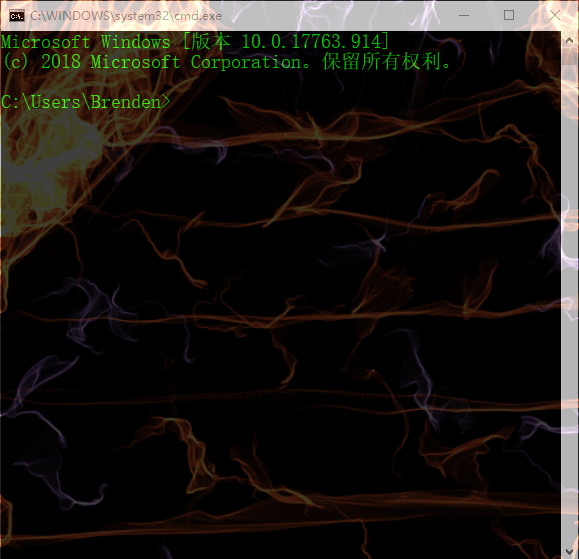 C:\WINDOWS\system32\cmd.exe
Microsoft Windows [版本 10.0.17763.914]
(c) 2018 Microsoft Corporation。保留所有权利。
C:\Users\Brenden>